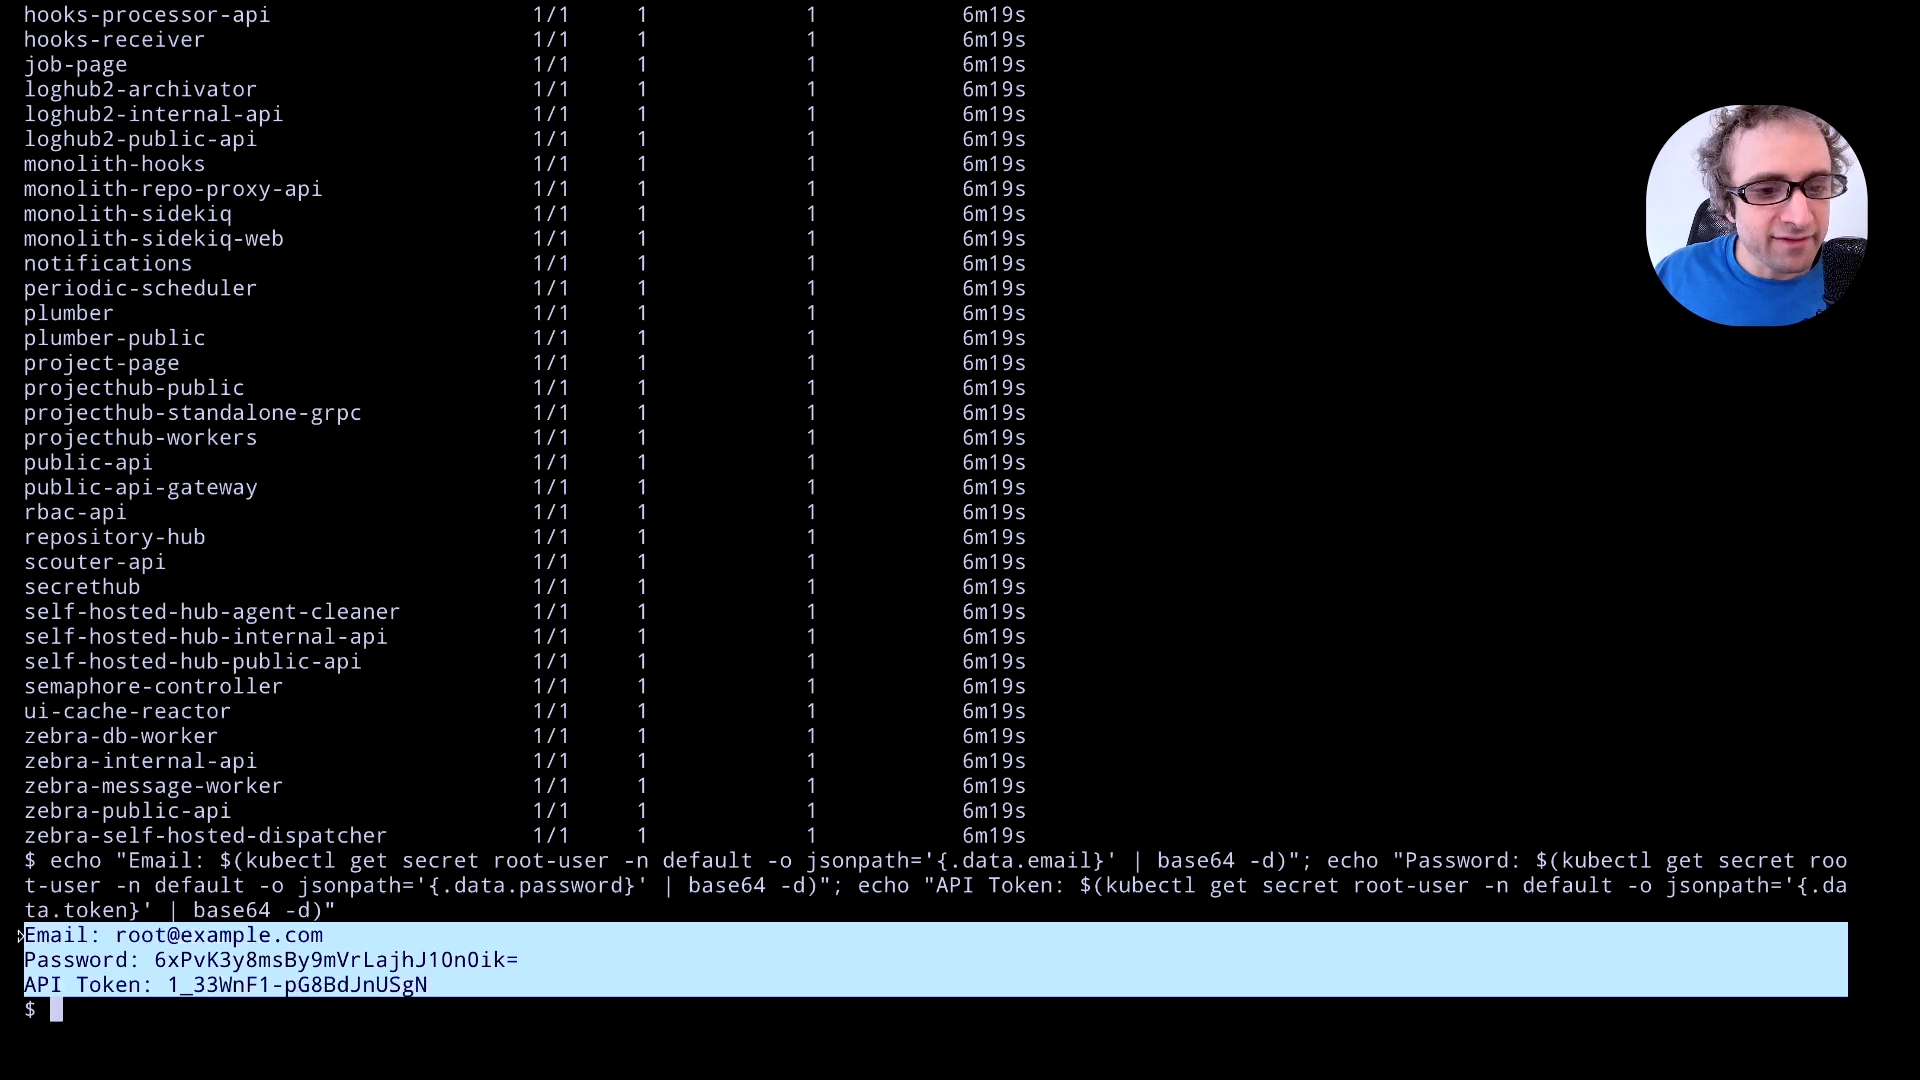 hooks-processor-api 1/1 1 1 6m19s
hooks-receiver 1/1 1 1 6m19s
job-page 1/1 1 1 6m19s
loghub2-archivator 1/1 1 1 6m19s
loghub2-internal-api 1/1 1 1 6m19s
loghub2-public-api 1/1 1 1 6m19s
monolith-hooks 1/1 1 1 6m19s
monolith-repo-proxy-api 1/1 1 1 6m19s
monolith-sidekiq 1/1 1 1 6m19s
monolith-sidekiq-web 1/1 1 1 6m19s
notifications 1/1 1 1 6m19s
periodic-scheduler 1/1 1 1 6m19s
plumber 1/1 1 1 6m19s
plumber-public 1/1 1 1 6m19s
project-page 1/1 1 1 6m19s
projecthub-public 1/1 1 1 6m19s
projecthub-standalone-grpc 1/1 1 1 6m19s
projecthub-workers 1/1 1 1 6m19s
public-api 1/1 1 1 6m19s
public-api-gateway 1/1 1 1 6m19s
rbac-api 1/1 1 1 6m19s
repository-hub 1/1 1 1 6m19s
scouter-api 1/1 1 1 6m19s
secrethub 1/1 1 1 6m19s
self-hosted-hub-agent-cleaner 1/1 1 1 6m19s
self-hosted-hub-internal-api 1/1 1 1 6m19s
self-hosted-hub-public-api 1/1 1 1 6m19s
semaphore-controller 1/1 1 1 6m19s
ui-cache-reactor 1/1 1 1 6m19s
zebra-db-worker 1/1 1 1 6m19s
zebra-internal-api 1/1 1 1 6m19s
zebra-message-worker 1/1 1 1 6m19s
zebra-public-api 1/1 1 1 6m19s
zebra-self-hosted-dispatcher 1/1 1 1 6m19s
$ echo "Email: $(kubectl get secret root-user -n default -o jsonpath='{.data.email}' | base64 -d)"; echo "Password: $(kubectl get secret roo
t-user -n default -o jsonpath='{.data.password}' | base64 -d)"; echo "API Token: $(kubectl get secret root-user -n default -o jsonpath='{.da
ta.token}' | base64 -d)"
Email: root@example.com
Password: 6xPvK3y8msBy9mVrLajhJ1On0ik=
API Token: 1_33WnF1-pG8BdJnUSgN
$